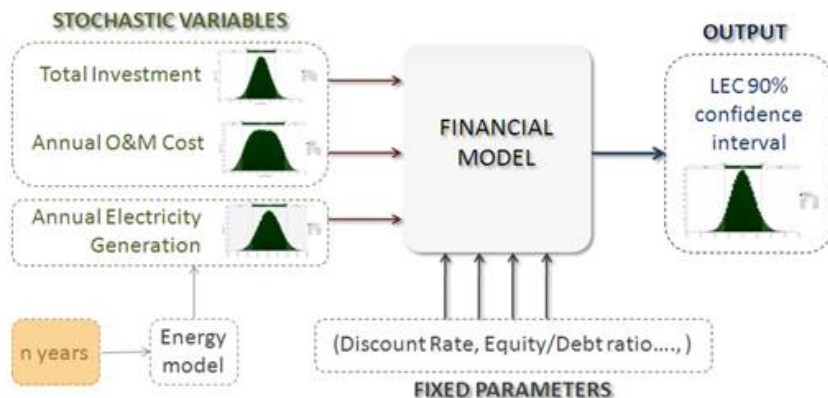 STOCHASTIC VARIABLES
Total Investment
Annual O&M Cost
Annual Electricity
Generation
n years
Energy
model
FINANCIAL
MODEL
(Discount Rate, Equity/Debt ratio...., )
FIXED PARAMETERS
OUTPUT
LEC 90%
confidence
interval